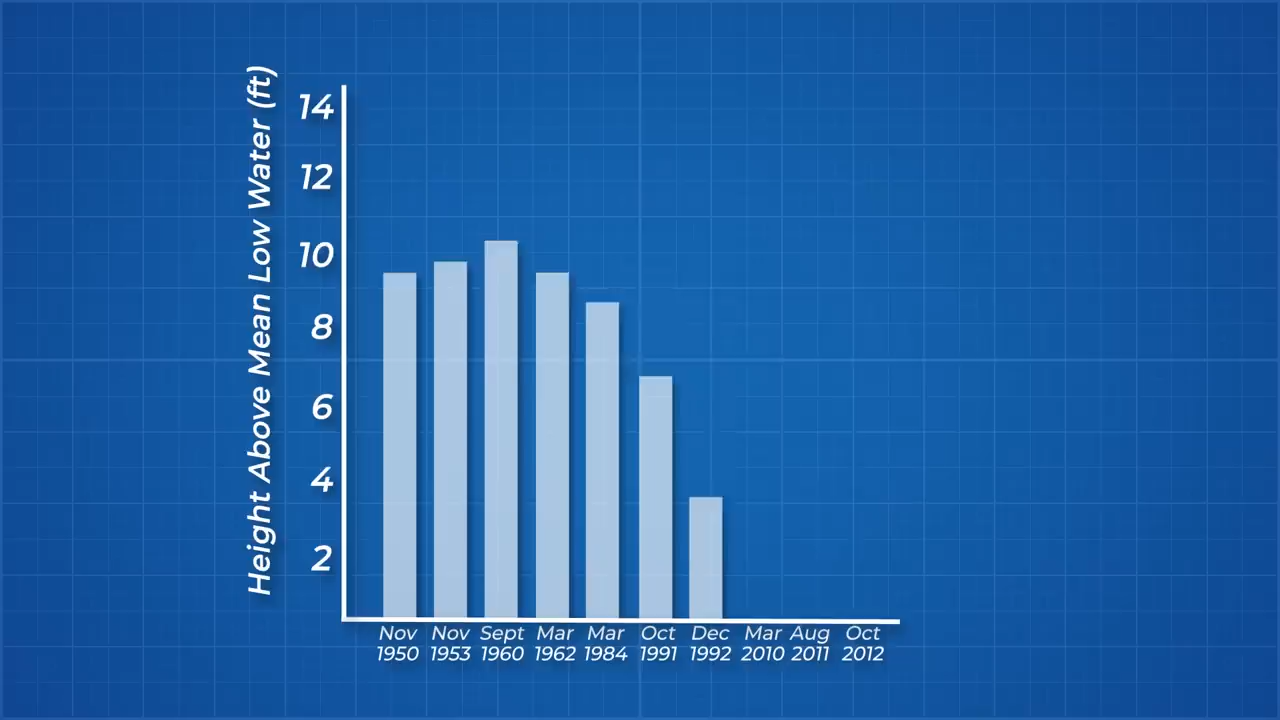 Height Above Mean Low Water (ft)
14
12
10
8
6
4
2
Nov Nov Sept Mar Mar Oct Dec Mar Aug Oct
1950 1953 1960 1962 1984 1991 1992 2010 2011 2012